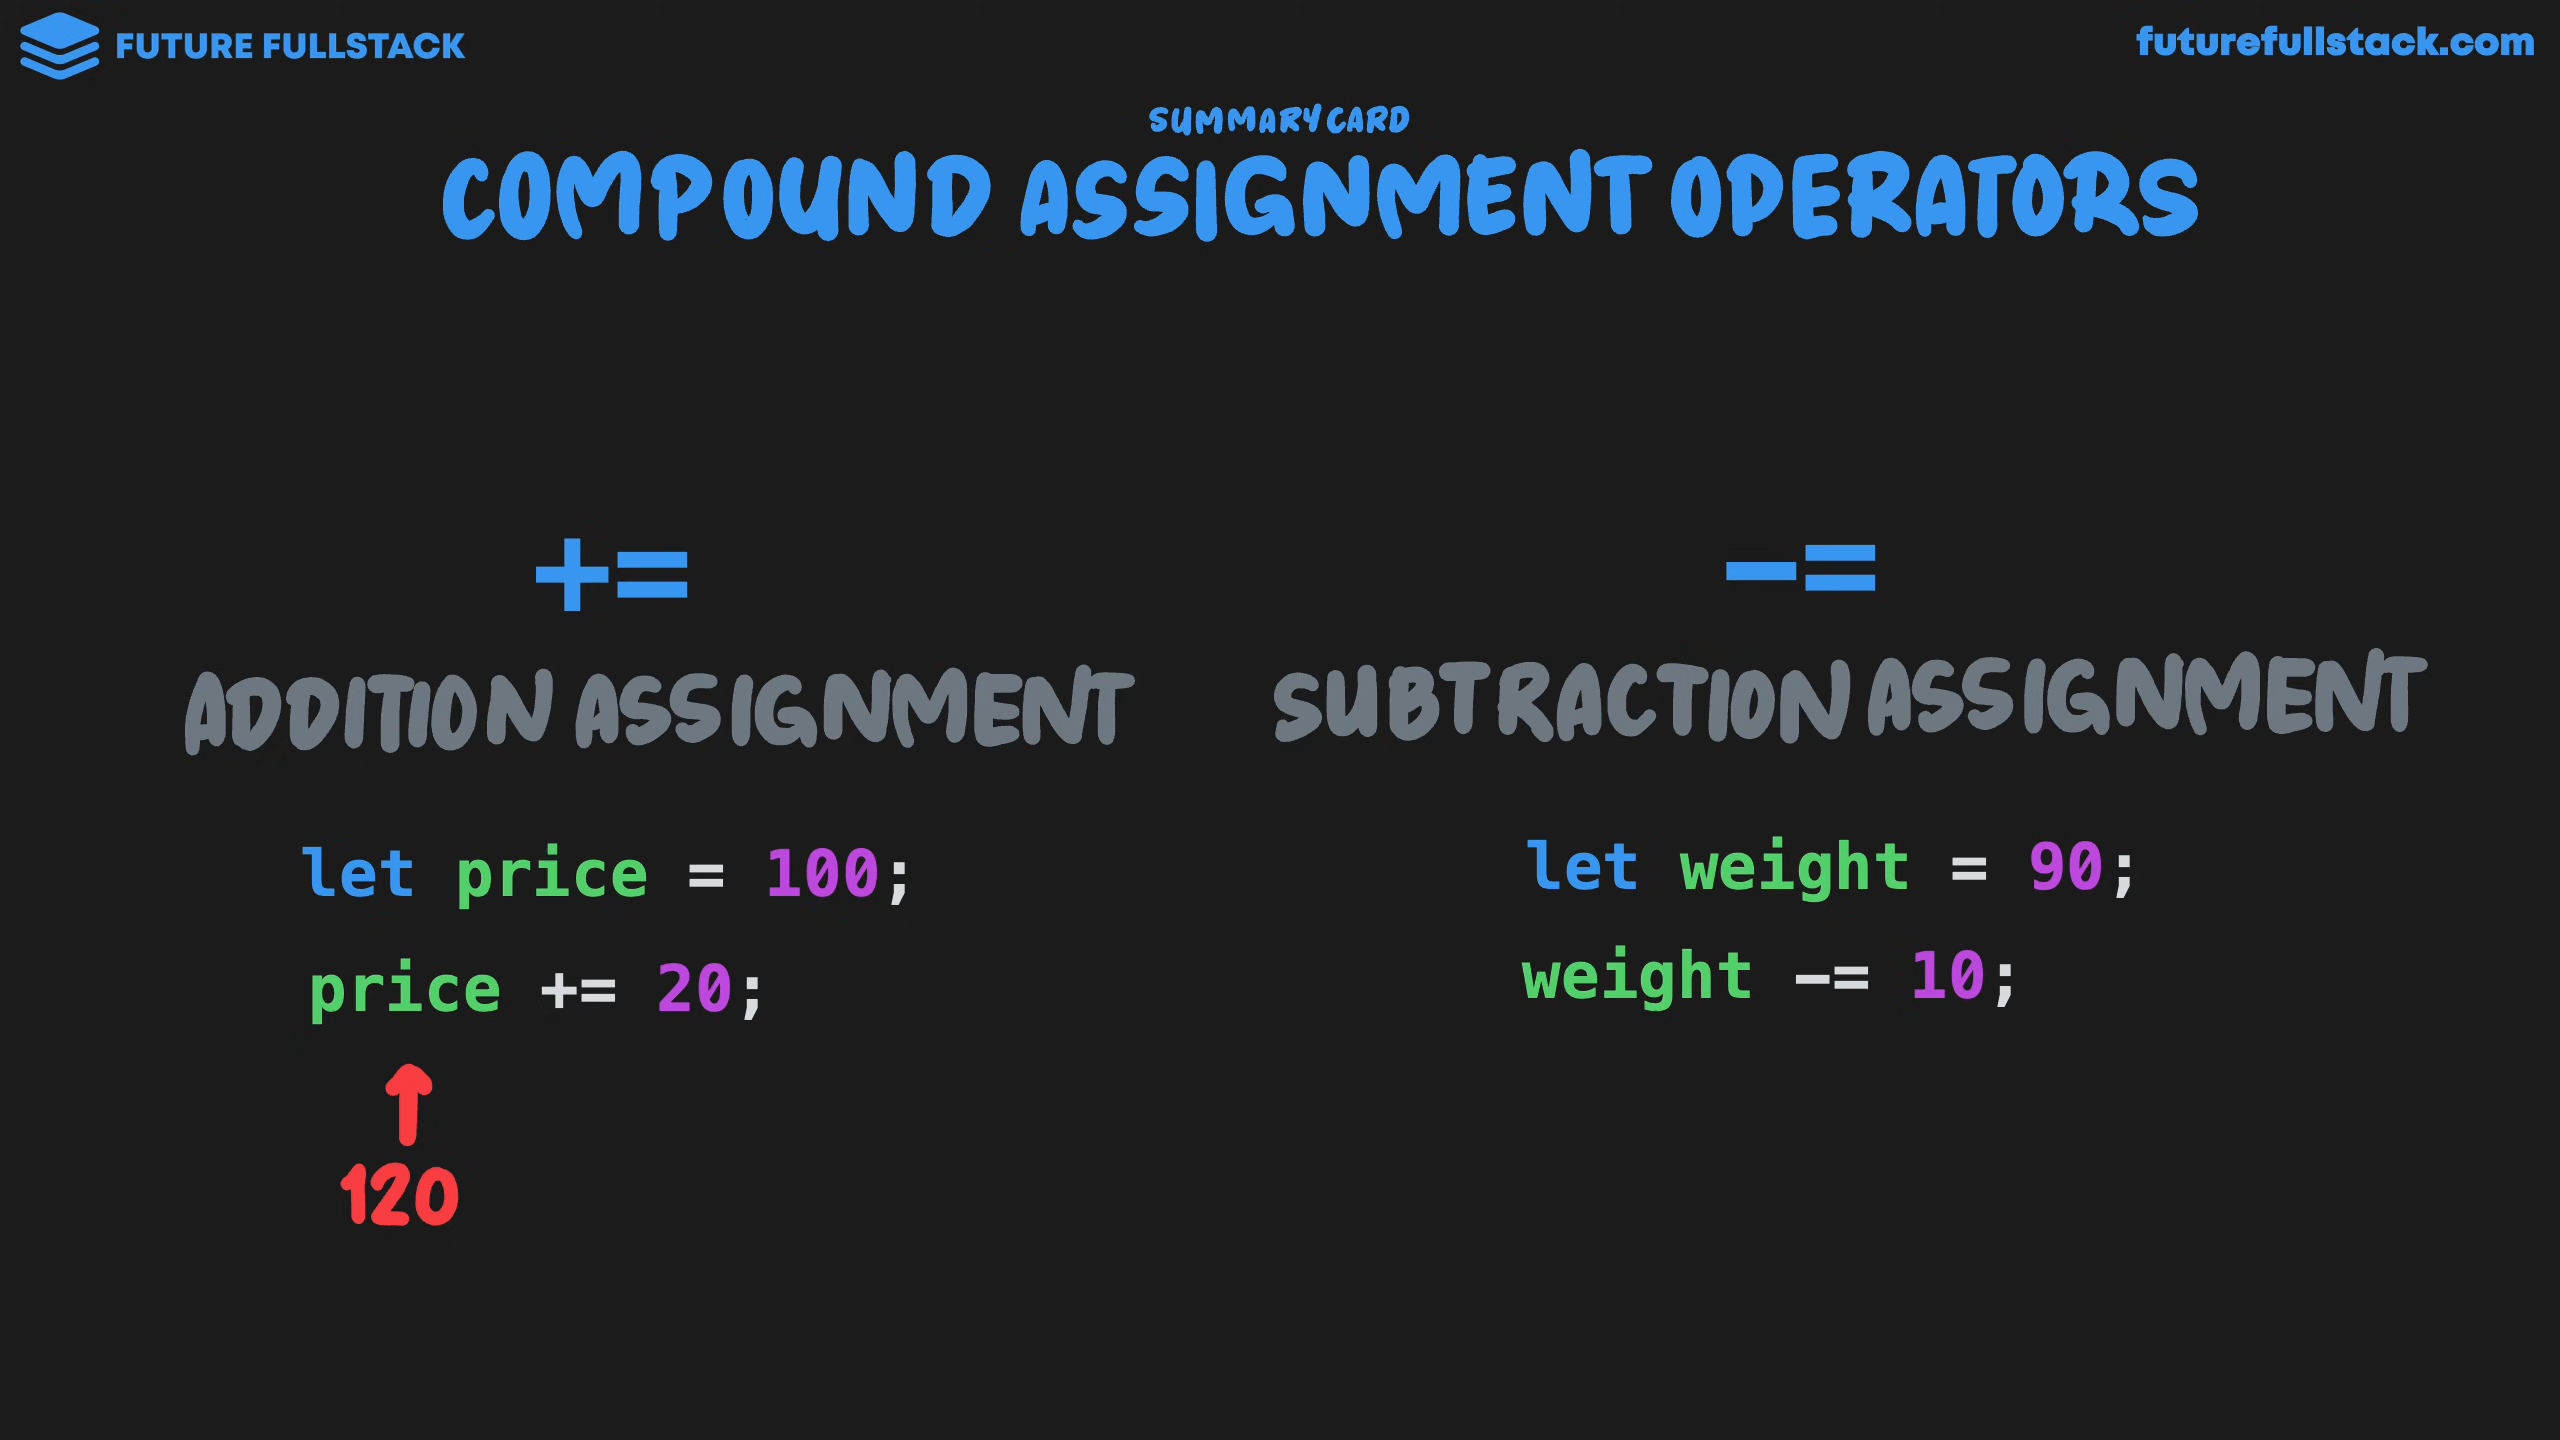 FUTURE FULLSTACK
futurefullstack.com
SUMMARY CARD
COMPOUND ASSIGNMENT OPERATORS
+=
ADDITION ASSIGNMENT
let price = 100;
price += 20;
120
-=
SUBTRACTION ASSIGNMENT
let weight = 90;
weight -= 10;